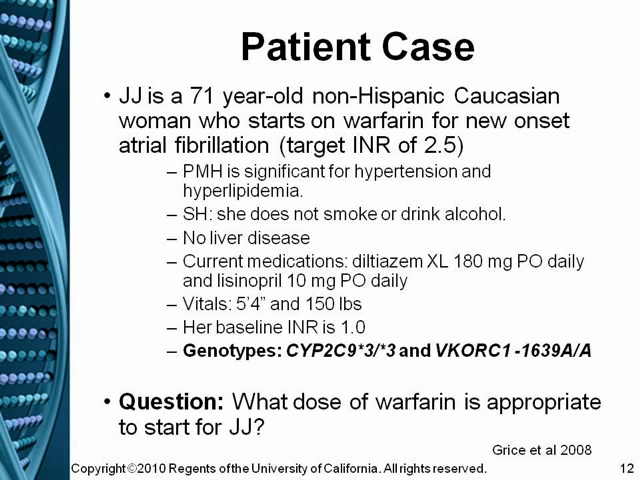 Patient Case
• JJ is a 71 year-old non-Hispanic Caucasian
woman who starts on warfarin for new onset
atrial fibrillation (target INR of 2.5)
– PMH is significant for hypertension and
hyperlipidemia.
– SH: she does not smoke or drink alcohol.
– No liver disease
– Current medications: diltiazem XL 180 mg PO daily
and lisinopril 10 mg PO daily
– Vitals: 5’4” and 150 lbs
– Her baseline INR is 1.0
– Genotypes: CYP2C9*3/*3 and VKORC1 -1639A/A
• Question: What dose of warfarin is appropriate
to start for JJ?
Grice et al 2008
Copyright ©2010 Regents of the University of California. All rights reserved. 12